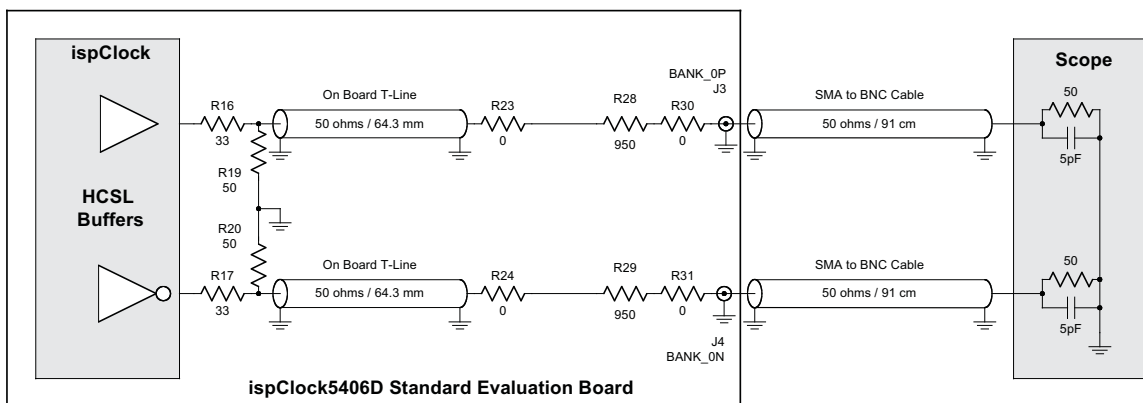 ispClock
Scope
BANK_0P
J3
R16
33
On Board T-Line
50 ohms / 64.3 mm
R23
0
R28
950
R30
0
SMA to BNC Cable
50 ohms / 91 cm
50
5pF
R19
50
HCSL
Buffers
R20
50
R17
33
On Board T-Line
50 ohms / 64.3 mm
R24
0
R29
950
R31
0
SMA to BNC Cable
50 ohms / 91 cm
50
5pF
J4
BANK_0N
ispClock5406D Standard Evaluation Board